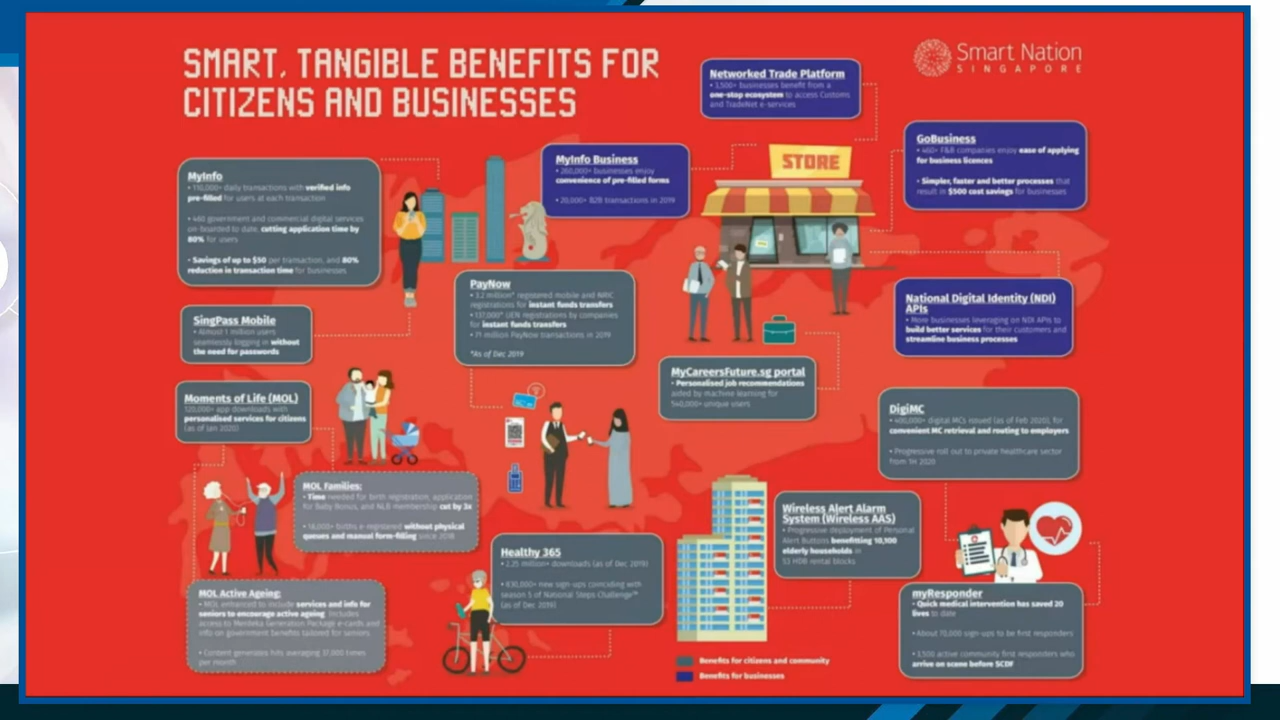 SMART, TANGIBLE BENEFITS FOR
CITIZENS AND BUSINESSES
Smart Nation
SINGAPORE
Networked Trade Platform
• 3,500+ businesses benefit from a
one-stop ecosystem to access Customs
and TradeNet e-services
GoBusiness
• 460+ F&B companies enjoy ease of applying
for business licences
• Simpler, faster and better processes that
result in $500 cost savings for businesses
MyInfo
• 110,000+ daily transactions with verified info
pre-filled for users at each transaction
• 460 government and commercial digital services
on-boarded to date, cutting application time by
80% for users
• Savings of up to $50 per transaction, and 80%
reduction in transaction time for businesses
MyInfo Business
• 260,000+ businesses enjoy
convenience of pre-filled forms
• 20,000+ B2B transactions in 2019
STORE
PayNow
• 3.2 million* registered mobile and NRIC
registrations for instant funds transfers
• 137,000* UEN registrations by companies
for instant funds transfers
• 71 million PayNow transactions in 2019
*As of Dec 2019
National Digital Identity (NDI)
APIs
• More businesses leveraging on NDI APIs to
build better services for their customers and
streamline business processes
SingPass Mobile
• Almost 1 million users
seamlessly logging in without
the need for passwords
MyCareersFuture.sg portal
• Personalised job recommendations
aided by machine learning for
540,000+ unique users
Moments of Life (MOL)
120,000+ app downloads with
personalised services for citizens
(as of Jan 2020)
DigiMC
• 400,000+ digital MCs issued (as of Feb 2020), for
convenient MC retrieval and routing to employers
• Progressive roll out to private healthcare sector
from 1H 2020
MOL Families:
• Time needed for birth registration, application
for Baby Bonus, and NLB membership cut by 3x
births e-registered without physical
queues and manual form-filling since 2018
Wireless Alert Alarm
System (Wireless AAS)
• Progressive deployment of Personal
Alert Buttons benefitting 10,100
elderly households in
53 HDB rental blocks
Healthy 365
• 2.25 million+ downloads (as of Dec 2019)
• 830,000+ new sign-ups coinciding with
season 5 of National Steps Challenge™
(as of Dec 2019)
MOL Active Ageing:
• MOL enhanced to include services and info for
seniors to encourage active ageing. Includes
access to Merdeka Generation Package e-cards and
info on government benefits tailored for seniors
• Content generates hits averaging 37,000 times
per month
myResponder
• Quick medical intervention has saved 20
lives to date
• About 70,000 sign-ups to be first responders
• 3,500 active community first responders who
arrive on scene before SCDF
Benefits for citizens and community
Benefits for businesses